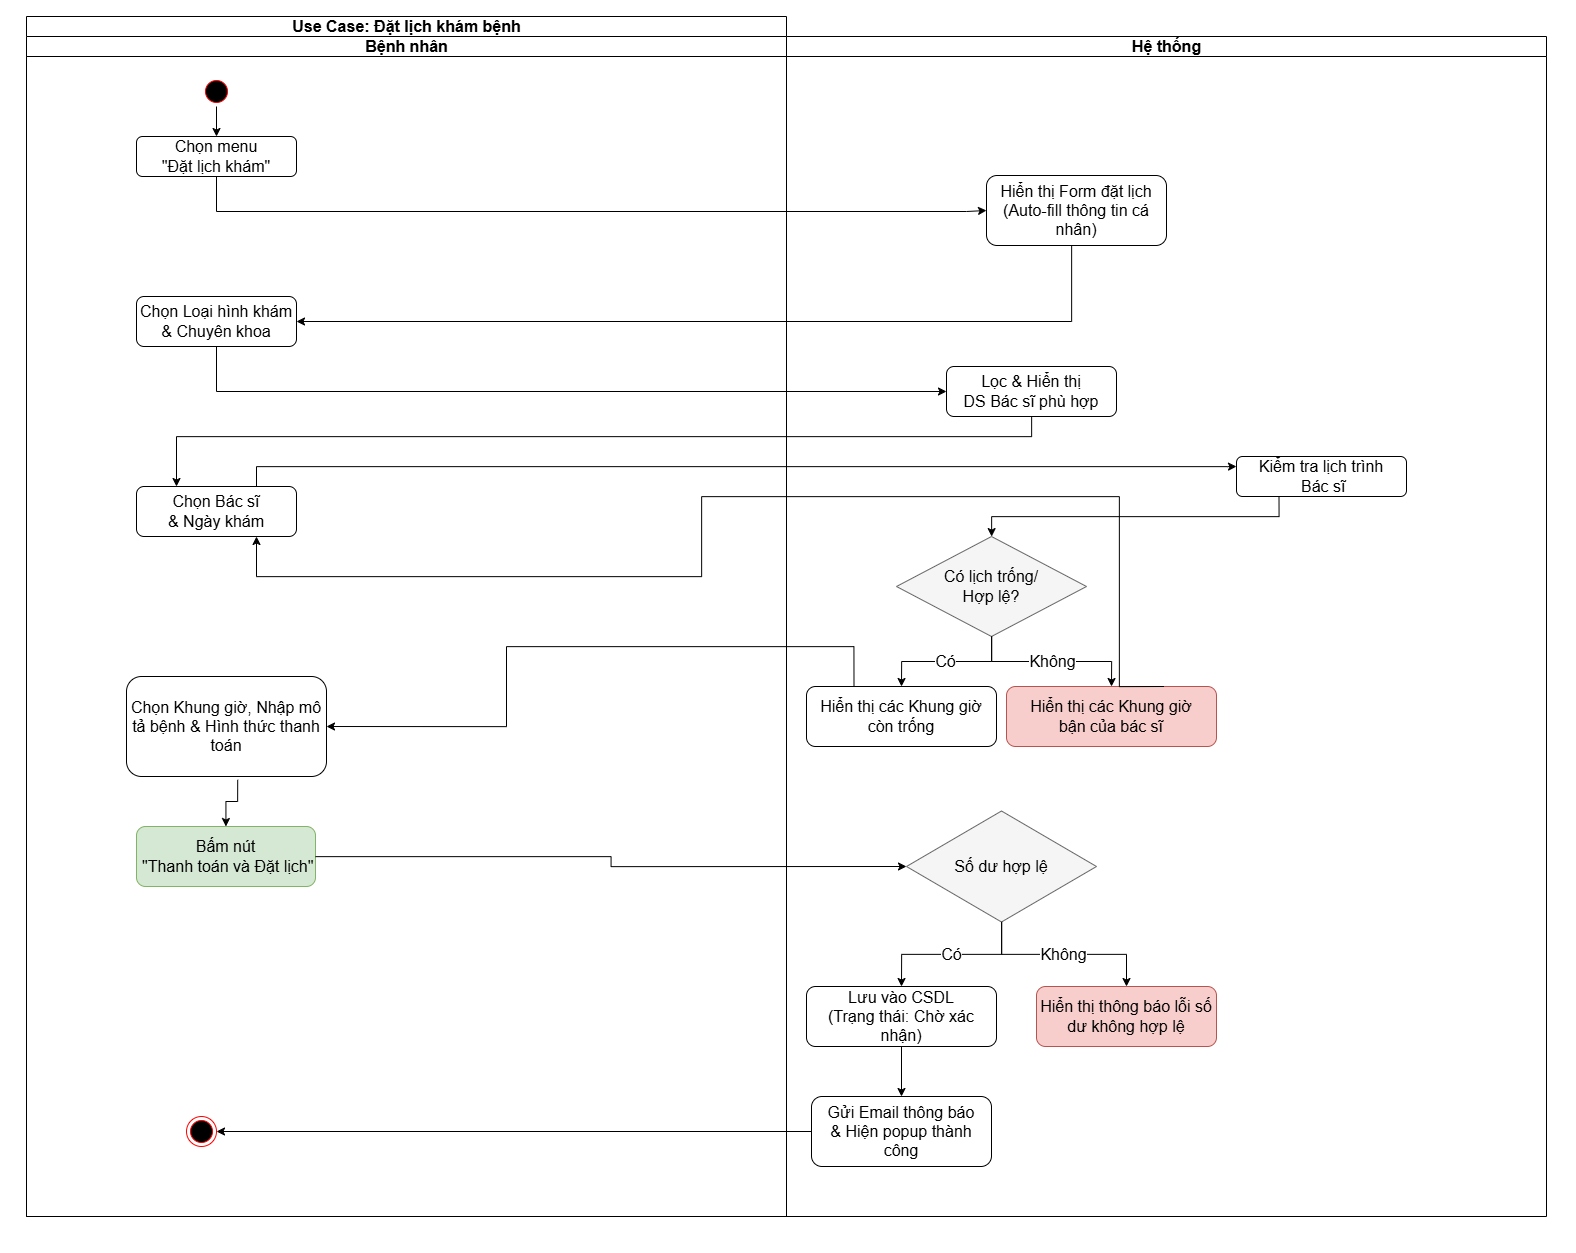 Use Case: Đặt lịch khám bệnh
Bệnh nhân
Hệ thống
Chọn menu
"Đặt lịch khám"
Hiển thị Form đặt lịch
(Auto-fill thông tin cá
nhân)
Chọn Loại hình khám
& Chuyên khoa
Lọc & Hiển thị
DS Bác sĩ phù hợp
Kiểm tra lịch trình
Bác sĩ
Chọn Bác sĩ
& Ngày khám
Có lịch trống/
Hợp lệ?
Có
Không
Chọn Khung giờ, Nhập mô
tả bệnh & Hình thức thanh
toán
Hiển thị các Khung giờ
còn trống
Hiển thị các Khung giờ
bận của bác sĩ
Bấm nút
"Thanh toán và Đặt lịch"
Số dư hợp lệ
Có
Không
Lưu vào CSDL
(Trạng thái: Chờ xác
nhận)
Hiển thị thông báo lỗi số
dư không hợp lệ
Gửi Email thông báo
& Hiện popup thành
công